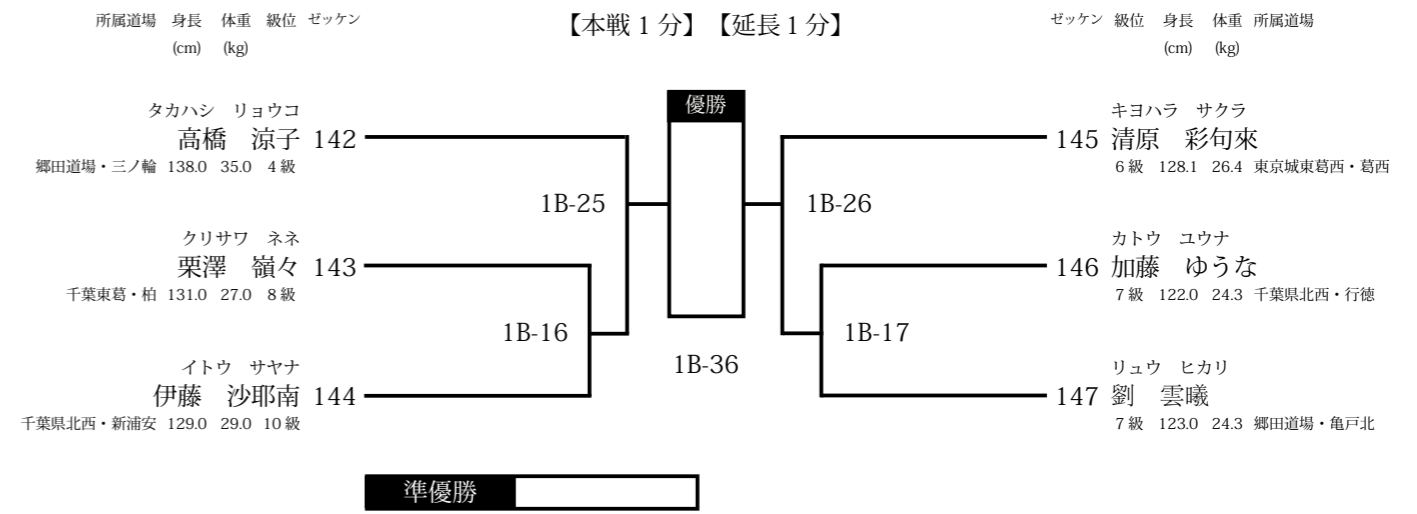 所属道場 身長 体重 級位 ゼッケン
(cm) (kg)
【本戦1分】【延長1分】
ゼッケン 級位 身長 体重 所属道場
(cm) (kg)
優勝
タカハシ リョウコ
高橋 涼子 142
郷田道場・三ノ輪 138.0 35.0 4級
1B-25
クリサワ ネネ
栗澤 嶺々 143
千葉東葛・柏 131.0 27.0 8級
1B-16
イトウ サヤナ
伊藤 沙耶南 144
千葉県北西・新浦安 129.0 29.0 10級
1B-36
キヨハラ サクラ
145 清原 彩句來
6級 128.1 26.4 東京城東葛西・葛西
1B-26
カトウ ユウナ
146 加藤 ゆうな
7級 122.0 24.3 千葉県北西・行徳
1B-17
リュウ ヒカリ
147 劉 雲曦
7級 123.0 24.3 郷田道場・亀戸北
準優勝